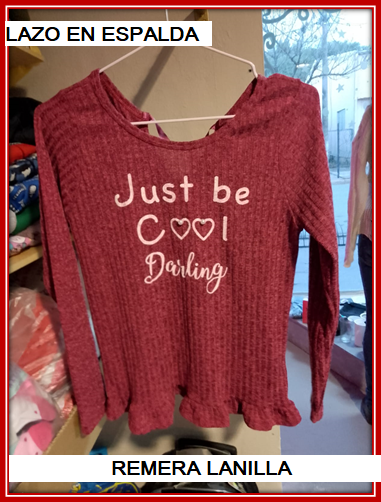 LAZO EN ESPALDA
Just be
C♡♡l
Darling
REMERA LANILLA